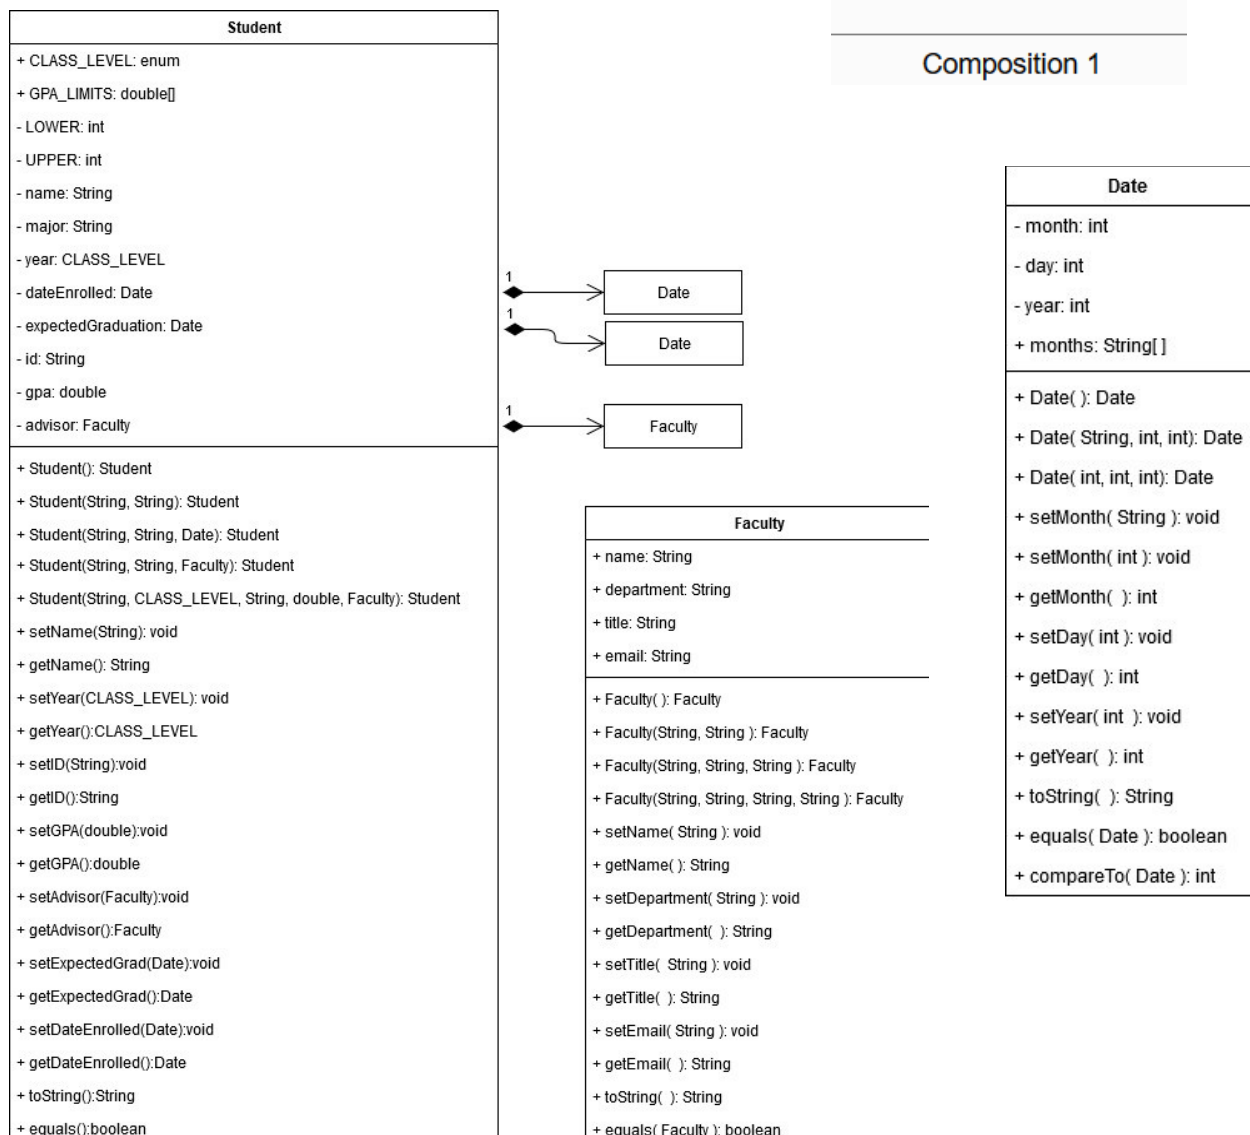 Student
+ CLASS_LEVEL: enum
+ GPA_LIMITS: double[]
- LOWER: int
- UPPER: int
- name: String
- major: String
- year: CLASS_LEVEL
- dateEnrolled: Date
- expectedGraduation: Date
- id: String
- gpa: double
- advisor: Faculty
+ Student(): Student
+ Student(String, String): Student
+ Student(String, String, Date): Student
+ Student(String, String, Faculty): Student
+ Student(String, CLASS_LEVEL, String, double, Faculty): Student
+ setName(String): void
+ getName(): String
+ setYear(CLASS_LEVEL): void
+ getYear():CLASS_LEVEL
+ setID(String):void
+ getID():String
+ setGPA(double):void
+ getGPA():double
+ setAdvisor(Faculty):void
+ getAdvisor():Faculty
+ setExpectedGrad(Date):void
+ getExpectedGrad():Date
+ setDateEnrolled(Date):void
+ getDateEnrolled():Date
+ toString():String
+ equals():boolean
1
Date
1
Date
1
Faculty
Faculty
+ name: String
+ department: String
+ title: String
+ email: String
+ Faculty( ): Faculty
+ Faculty(String, String ): Faculty
+ Faculty(String, String, String ): Faculty
+ Faculty(String, String, String, String ): Faculty
+ setName( String ): void
+ getName( ): String
+ setDepartment( String ): void
+ getDepartment(  ): String
+ setTitle(  String ): void
+ getTitle(  ): String
+ setEmail( String ): void
+ getEmail(  ): String
+ toString(  ): String
+ equals( Faculty ): boolean
Composition 1
Date
- month: int
- day: int
- year: int
+ months: String[ ]
+ Date( ): Date
+ Date( String, int, int): Date
+ Date( int, int, int): Date
+ setMonth( String ): void
+ setMonth( int ): void
+ getMonth(  ): int
+ setDay( int ): void
+ getDay(  ): int
+ setYear( int  ): void
+ getYear(  ): int
+ toString(  ): String
+ equals( Date ): boolean
+ compareTo( Date ): int